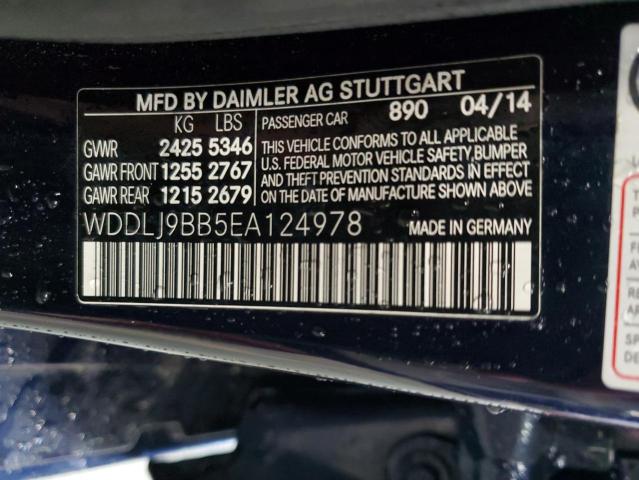 MFD BY DAIMLER AG STUTTGART
KG LBS
GVWR 2425 5346
GAWR FRONT 1255 2767
GAWR REAR 1215 2679
PASSENGER CAR 890 04/14
THIS VEHICLE CONFORMS TO ALL APPLICABLE
U.S. FEDERAL MOTOR VEHICLE SAFETY, BUMPER
AND THEFT PREVENTION STANDARDS IN EFFECT
ON THE DATE OF MANUFACTURE SHOWN ABOVE
WDDLJ9BB5EA124978 MADE IN GERMANY